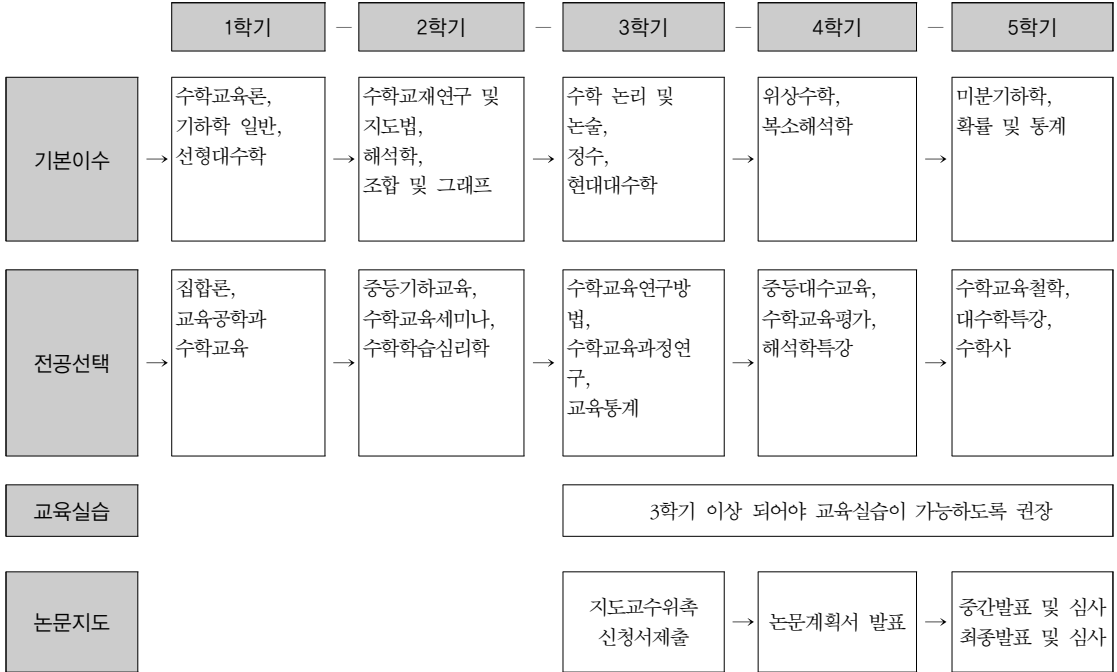 1학기 － 2학기 － 3학기 － 4학기 － 5학기
기본이수
→
수학교육론,
기하학 일반,
선형대수학
→
수학교재연구 및
지도법,
해석학,
조합 및 그래프
→
수학 논리 및
논술,
정수,
현대대수학
→
위상수학,
복소해석학
→
미분기하학,
확률 및 통계
전공선택
→
집합론,
교육공학과
수학교육
→
중등기하교육,
수학교육세미나,
수학학습심리학
→
수학교육연구방
법,
수학교육과정연
구,
교육통계
→
중등대수교육,
수학교육평가,
해석학특강
→
수학교육철학,
대수학특강,
수학사
교육실습
3학기 이상 되어야 교육실습이 가능하도록 권장
논문지도
지도교수위촉
신청서제출
→
논문계획서 발표
→
중간발표 및 심사
최종발표 및 심사